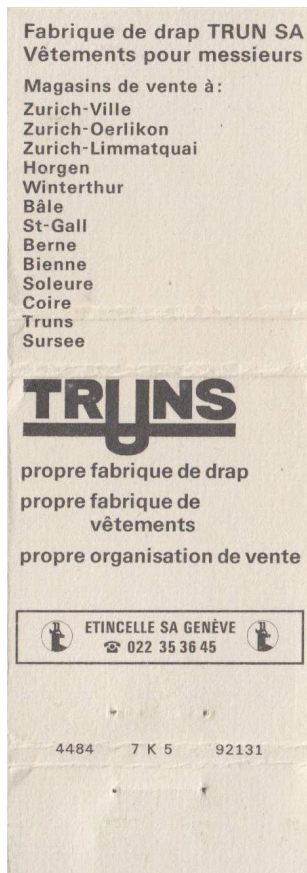 Fabrique de drap TRUN SA
Vêtements pour messieurs
Magasins de vente à:
Zurich-Ville
Zurich-Oerlikon
Zurich-Limmatquai
Horgen
Winterthur
Bâle
St-Gall
Berne
Bienne
Soleure
Coire
Truns
Sursee
TRUNS
propre fabrique de drap
propre fabrique de
vêtements
propre organisation de vente
ETINCELLE SA GENÈVE
☎ 022 35 36 45
4484 7 K 5 92131